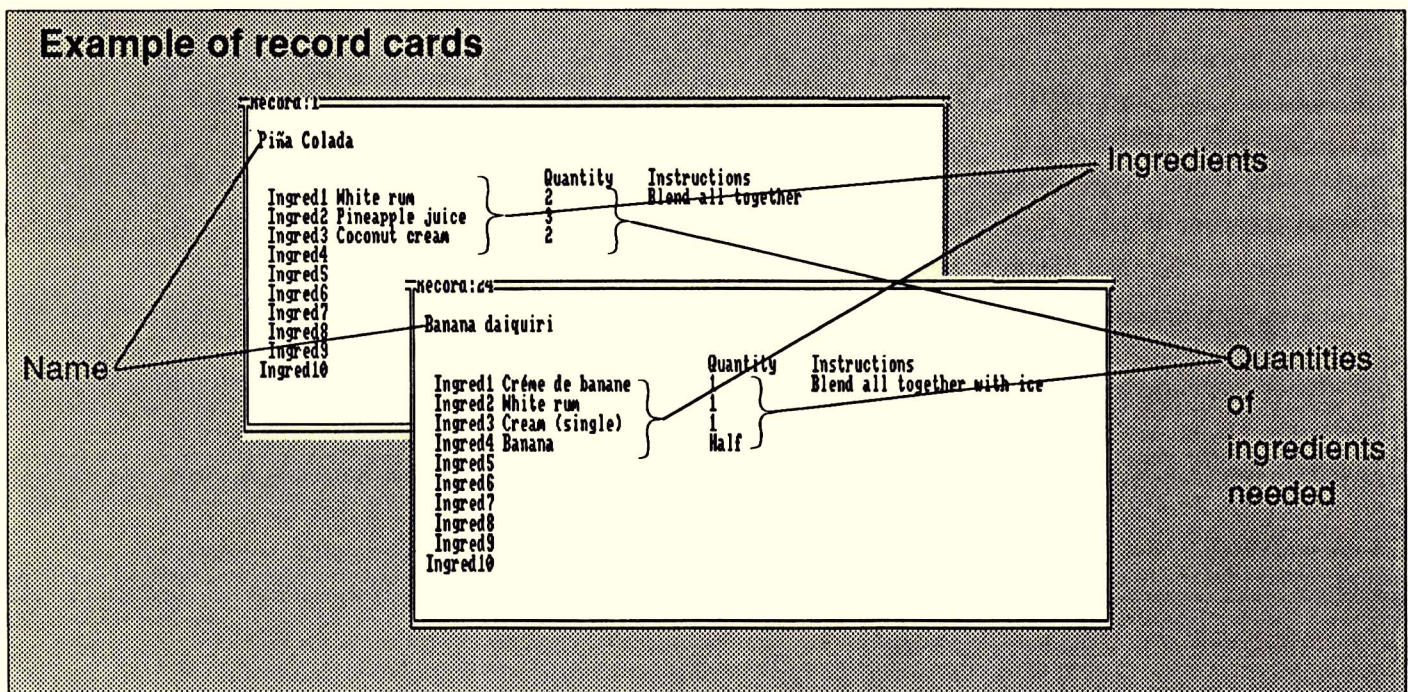 Example of record cards
Record:1
Piña Colada
Quantity Instructions
Ingred1 White rum 2 Blend all together
Ingred2 Pineapple juice 3
Ingred3 Coconut cream 2
Ingred4
Ingred5
Ingred6
Ingred7
Ingred8
Ingred9
Ingred10
Record:24
Banana daiquiri
Quantity Instructions
Ingred1 Créme de banane 1 Blend all together with ice
Ingred2 White rum 1
Ingred3 Cream (single) 1
Ingred4 Banana Half
Ingred5
Ingred6
Ingred7
Ingred8
Ingred9
Ingred10
Name
Ingredients
Quantities
of
ingredients
needed